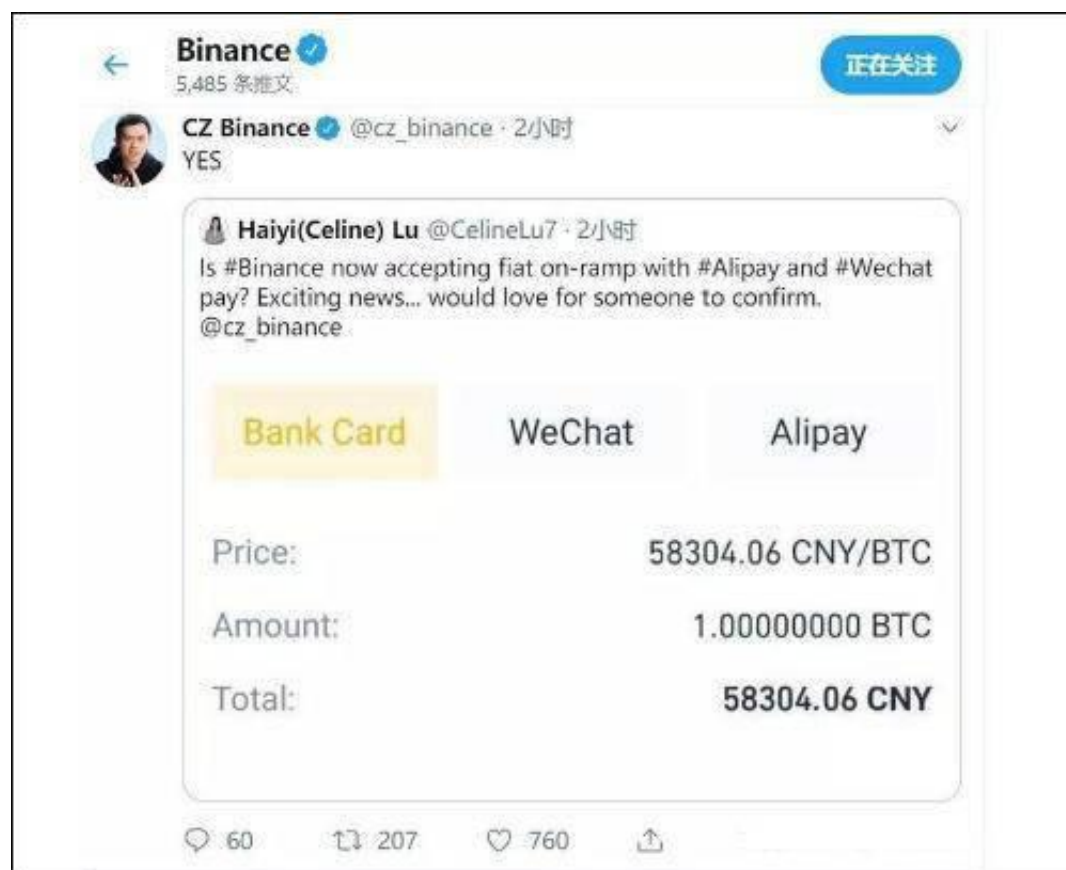 Binance
5,485 条推文
正在关注
CZ Binance @cz_binance · 2小时
YES
Haiyi(Celine) Lu @CelineLu7 · 2小时
Is #Binance now accepting fiat on-ramp with #Alipay and #Wechat
pay? Exciting news... would love for someone to confirm.
@cz_binance
Bank Card WeChat Alipay
Price: 58304.06 CNY/BTC
Amount: 1.00000000 BTC
Total: 58304.06 CNY
60 207 760